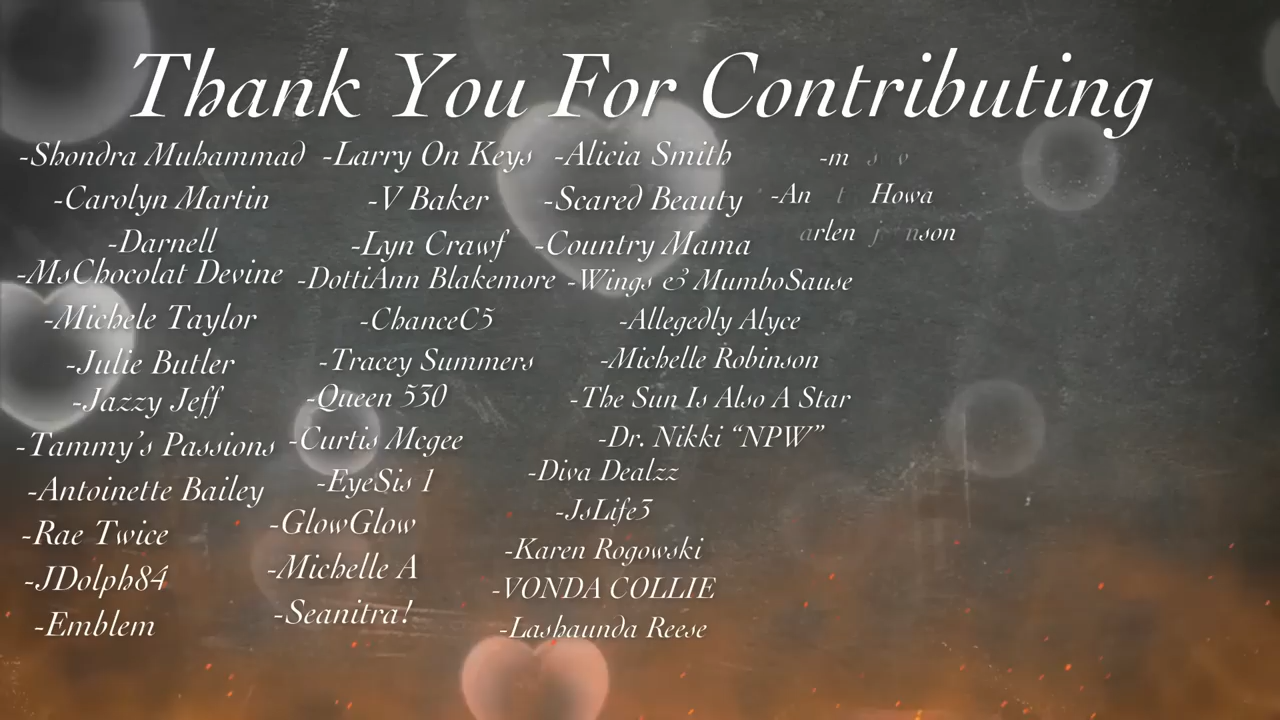 Thank You For Contributing
-Shondra Muhammad
-Carolyn Martin
-Darnell
-MsChocolat Devine
-Michele Taylor
-Julie Butler
-Jazzy Jeff
-Tammy's Passions
-Antoinette Bailey
-Rae Twice
-JDolph84
-Emblem
-Larry On Keys
-V Baker
-Lyn Crawf
-DottiAnn Blakemore
-ChanceC5
-Tracey Summers
-Queen 530
-Curtis Mcgee
-EyeSis 1
-GlowGlow
-Michelle A
-Seanitra!
-Alicia Smith
-Scared Beauty
-Country Mama
-Wings & MumboSause
-Allegedly Alyce
-Michelle Robinson
-The Sun Is Also A Star
-Dr. Nikki “NPW”
-Diva Dealzz
-JsLife3
-Karen Rogowski
-VONDA COLLIE
-Lashaunda Reese